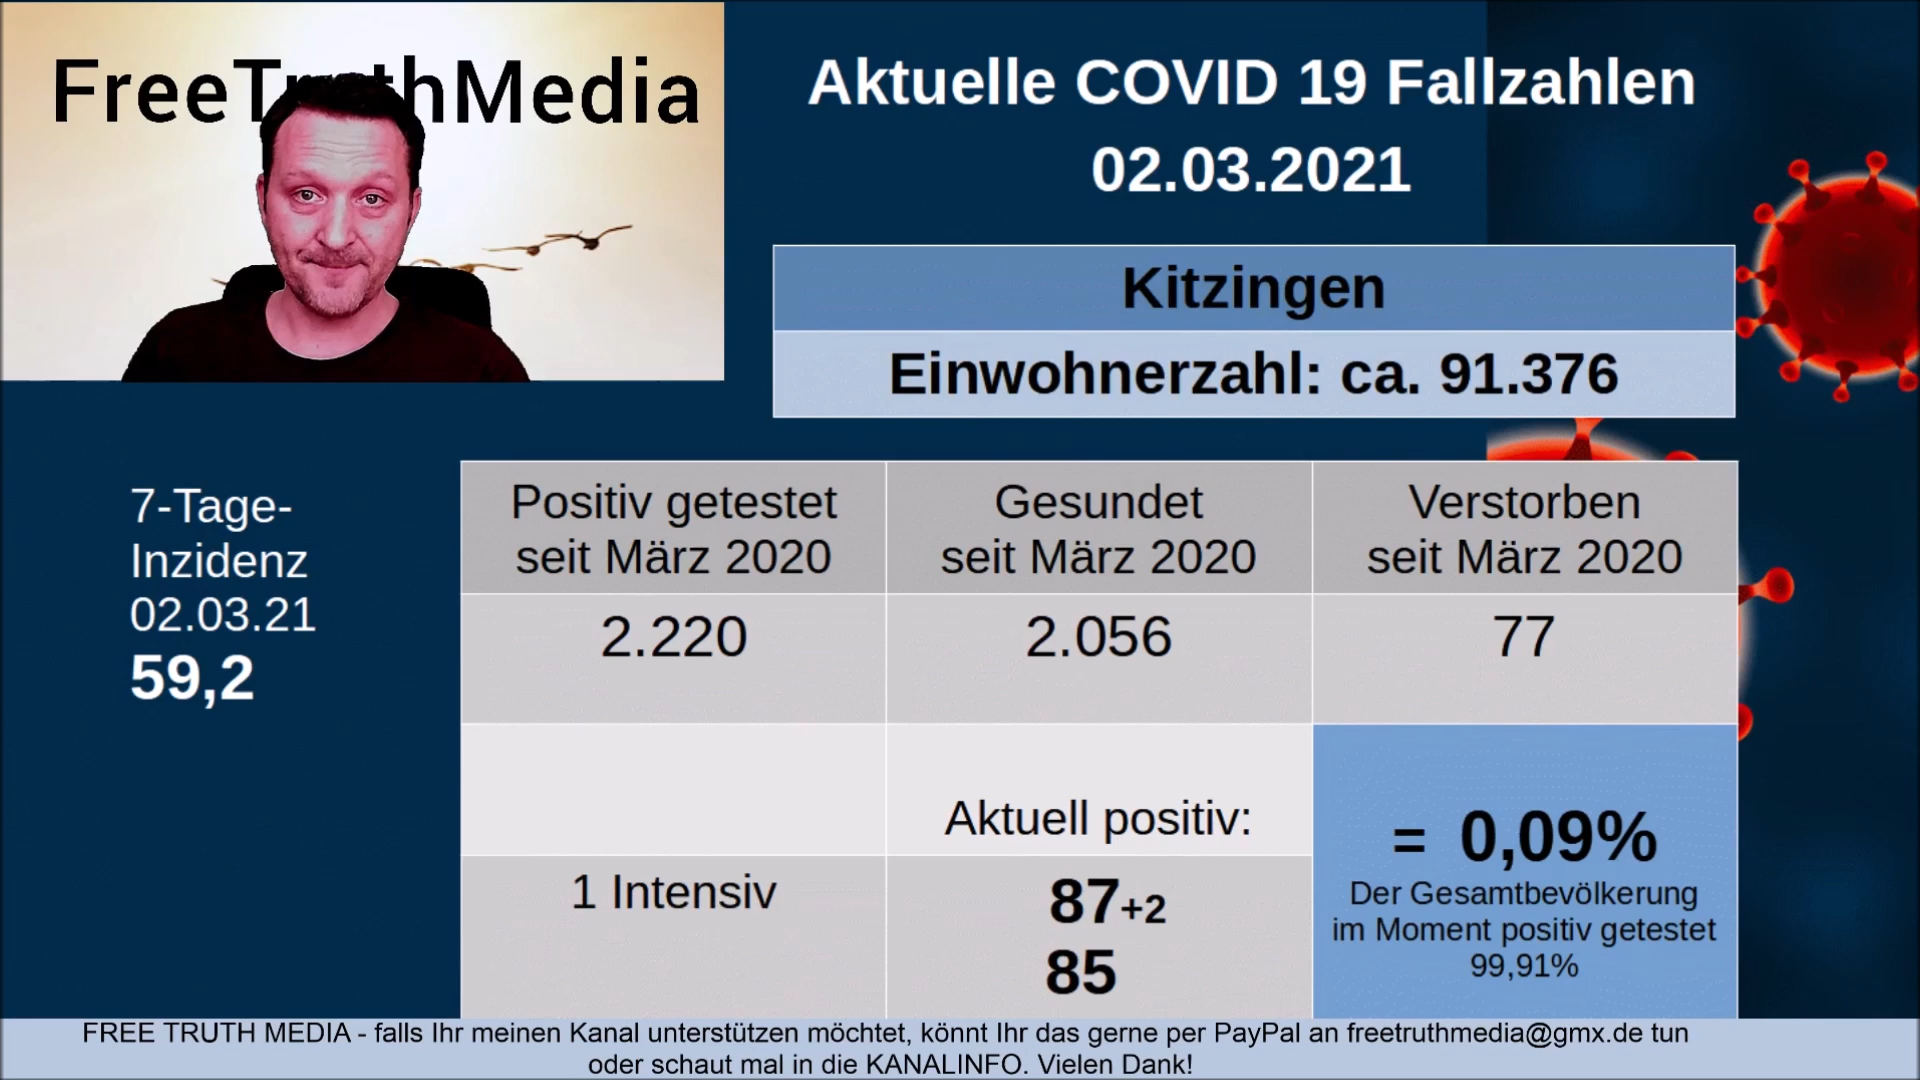 FreeTruthMedia
Aktuelle COVID 19 Fallzahlen
02.03.2021
Kitzingen
Einwohnerzahl: ca. 91.376
7-Tage-
Inzidenz
02.03.21
59,2
Positiv getestet
seit März 2020
Gesundet
seit März 2020
Verstorben
seit März 2020
2.220
2.056
77
Aktuell positiv:
1 Intensiv
87+2
85
= 0,09%
Der Gesamtbevölkerung
im Moment positiv getestet
99,91%
FREE TRUTH MEDIA - falls Ihr meinen Kanal unterstützen möchtet, könnt Ihr das gerne per PayPal an freetruthmedia@gmx.de tun
oder schaut mal in die KANALINFO. Vielen Dank!